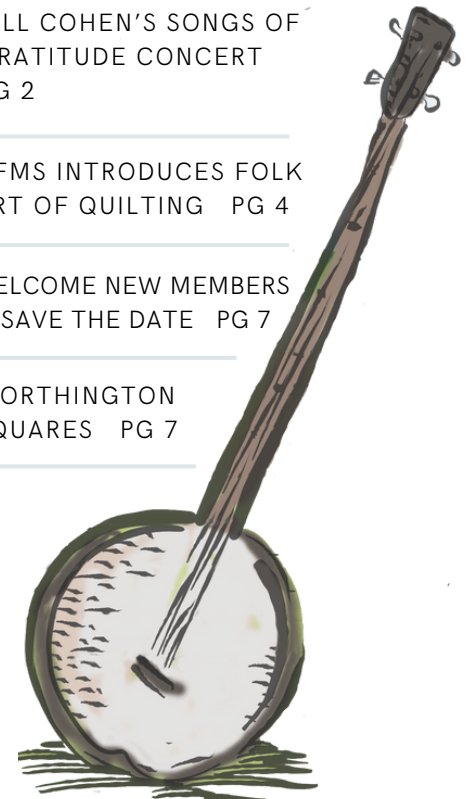 LL COHEN'S SONGS OF
RATITUDE CONCERT
G 2
FMS INTRODUCES FOLK
RT OF QUILTING PG 4
ELCOME NEW MEMBERS
SAVE THE DATE PG 7
ORTHINGTON
QUARES PG 7